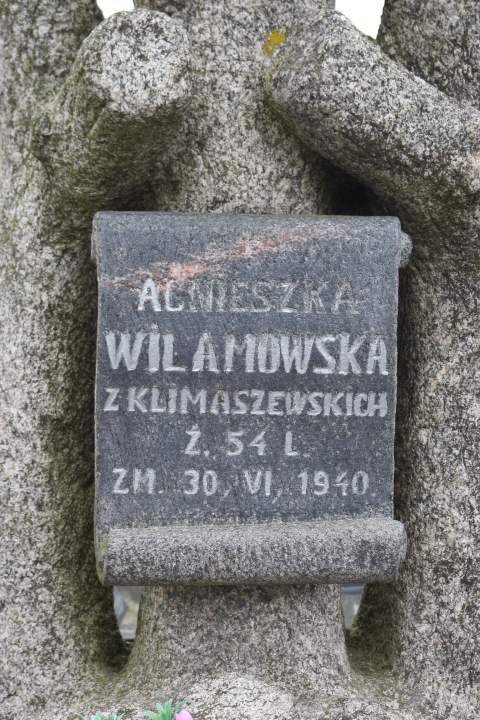 AGNIESZKA
WILAMOWSKA
Z KLIMASZEWSKICH
Ż. 54 L.
ZM. 30, VI, 1940.